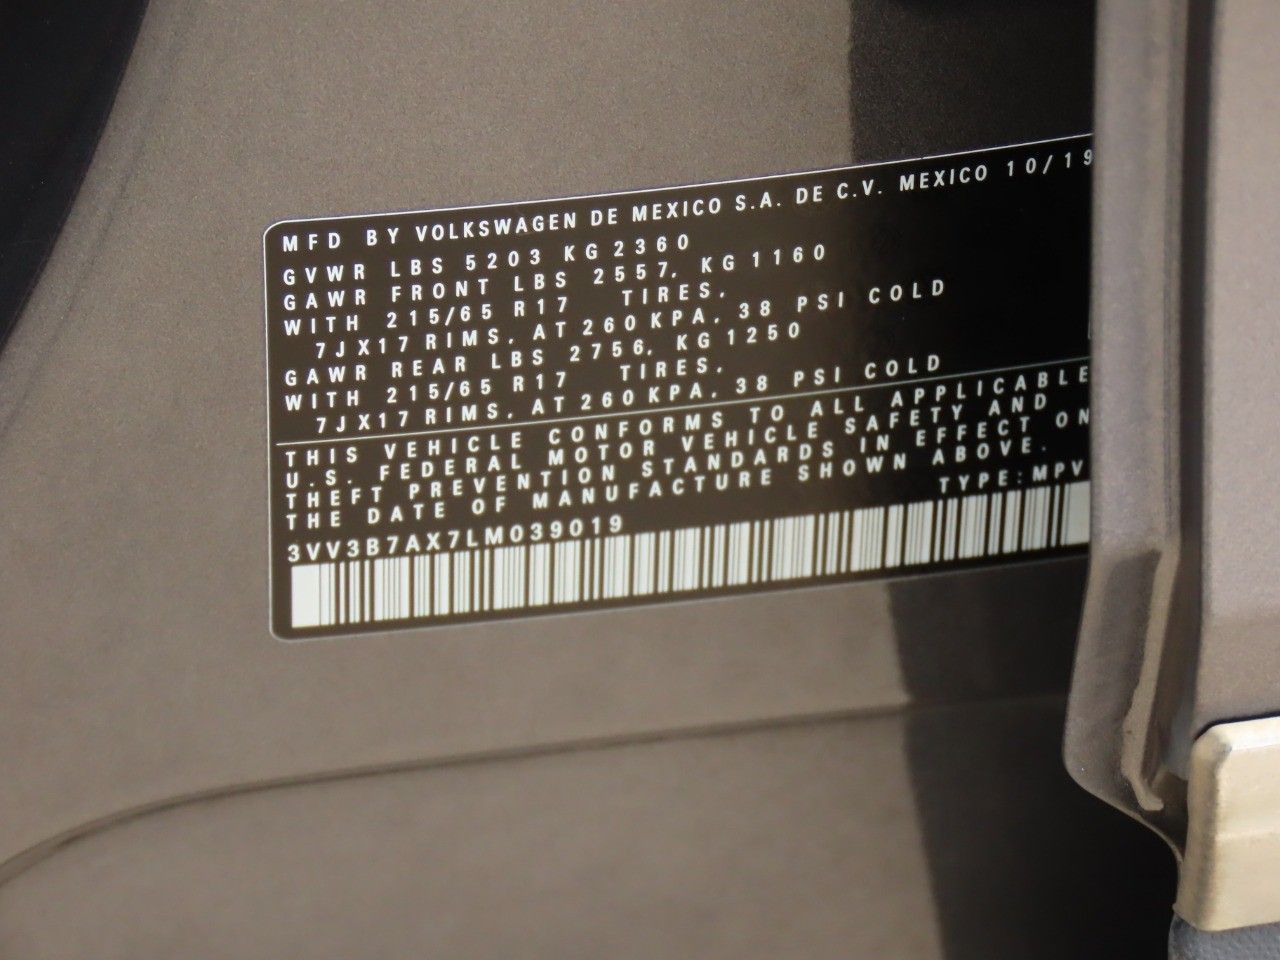 MFD BY VOLKSWAGEN DE MEXICO S.A. DE C.V. MEXICO 10/19
GVWR LBS 5203 KG 2360
GAWR FRONT LBS 2557, KG 1160
WITH 215/65 R17 TIRES,
7JX17 RIMS, AT 260 KPA, 38 PSI COLD
GAWR REAR LBS 2756, KG 1250
WITH 215/65 R17 TIRES,
7JX17 RIMS, AT 260 KPA, 38 PSI COLD
THIS VEHICLE CONFORMS TO ALL APPLICABLE
U.S. FEDERAL MOTOR VEHICLE SAFETY AND
THEFT PREVENTION STANDARDS IN EFFECT ON
THE DATE OF MANUFACTURE SHOWN ABOVE.
3VV3B7AX7LM039019 TYPE: MPV